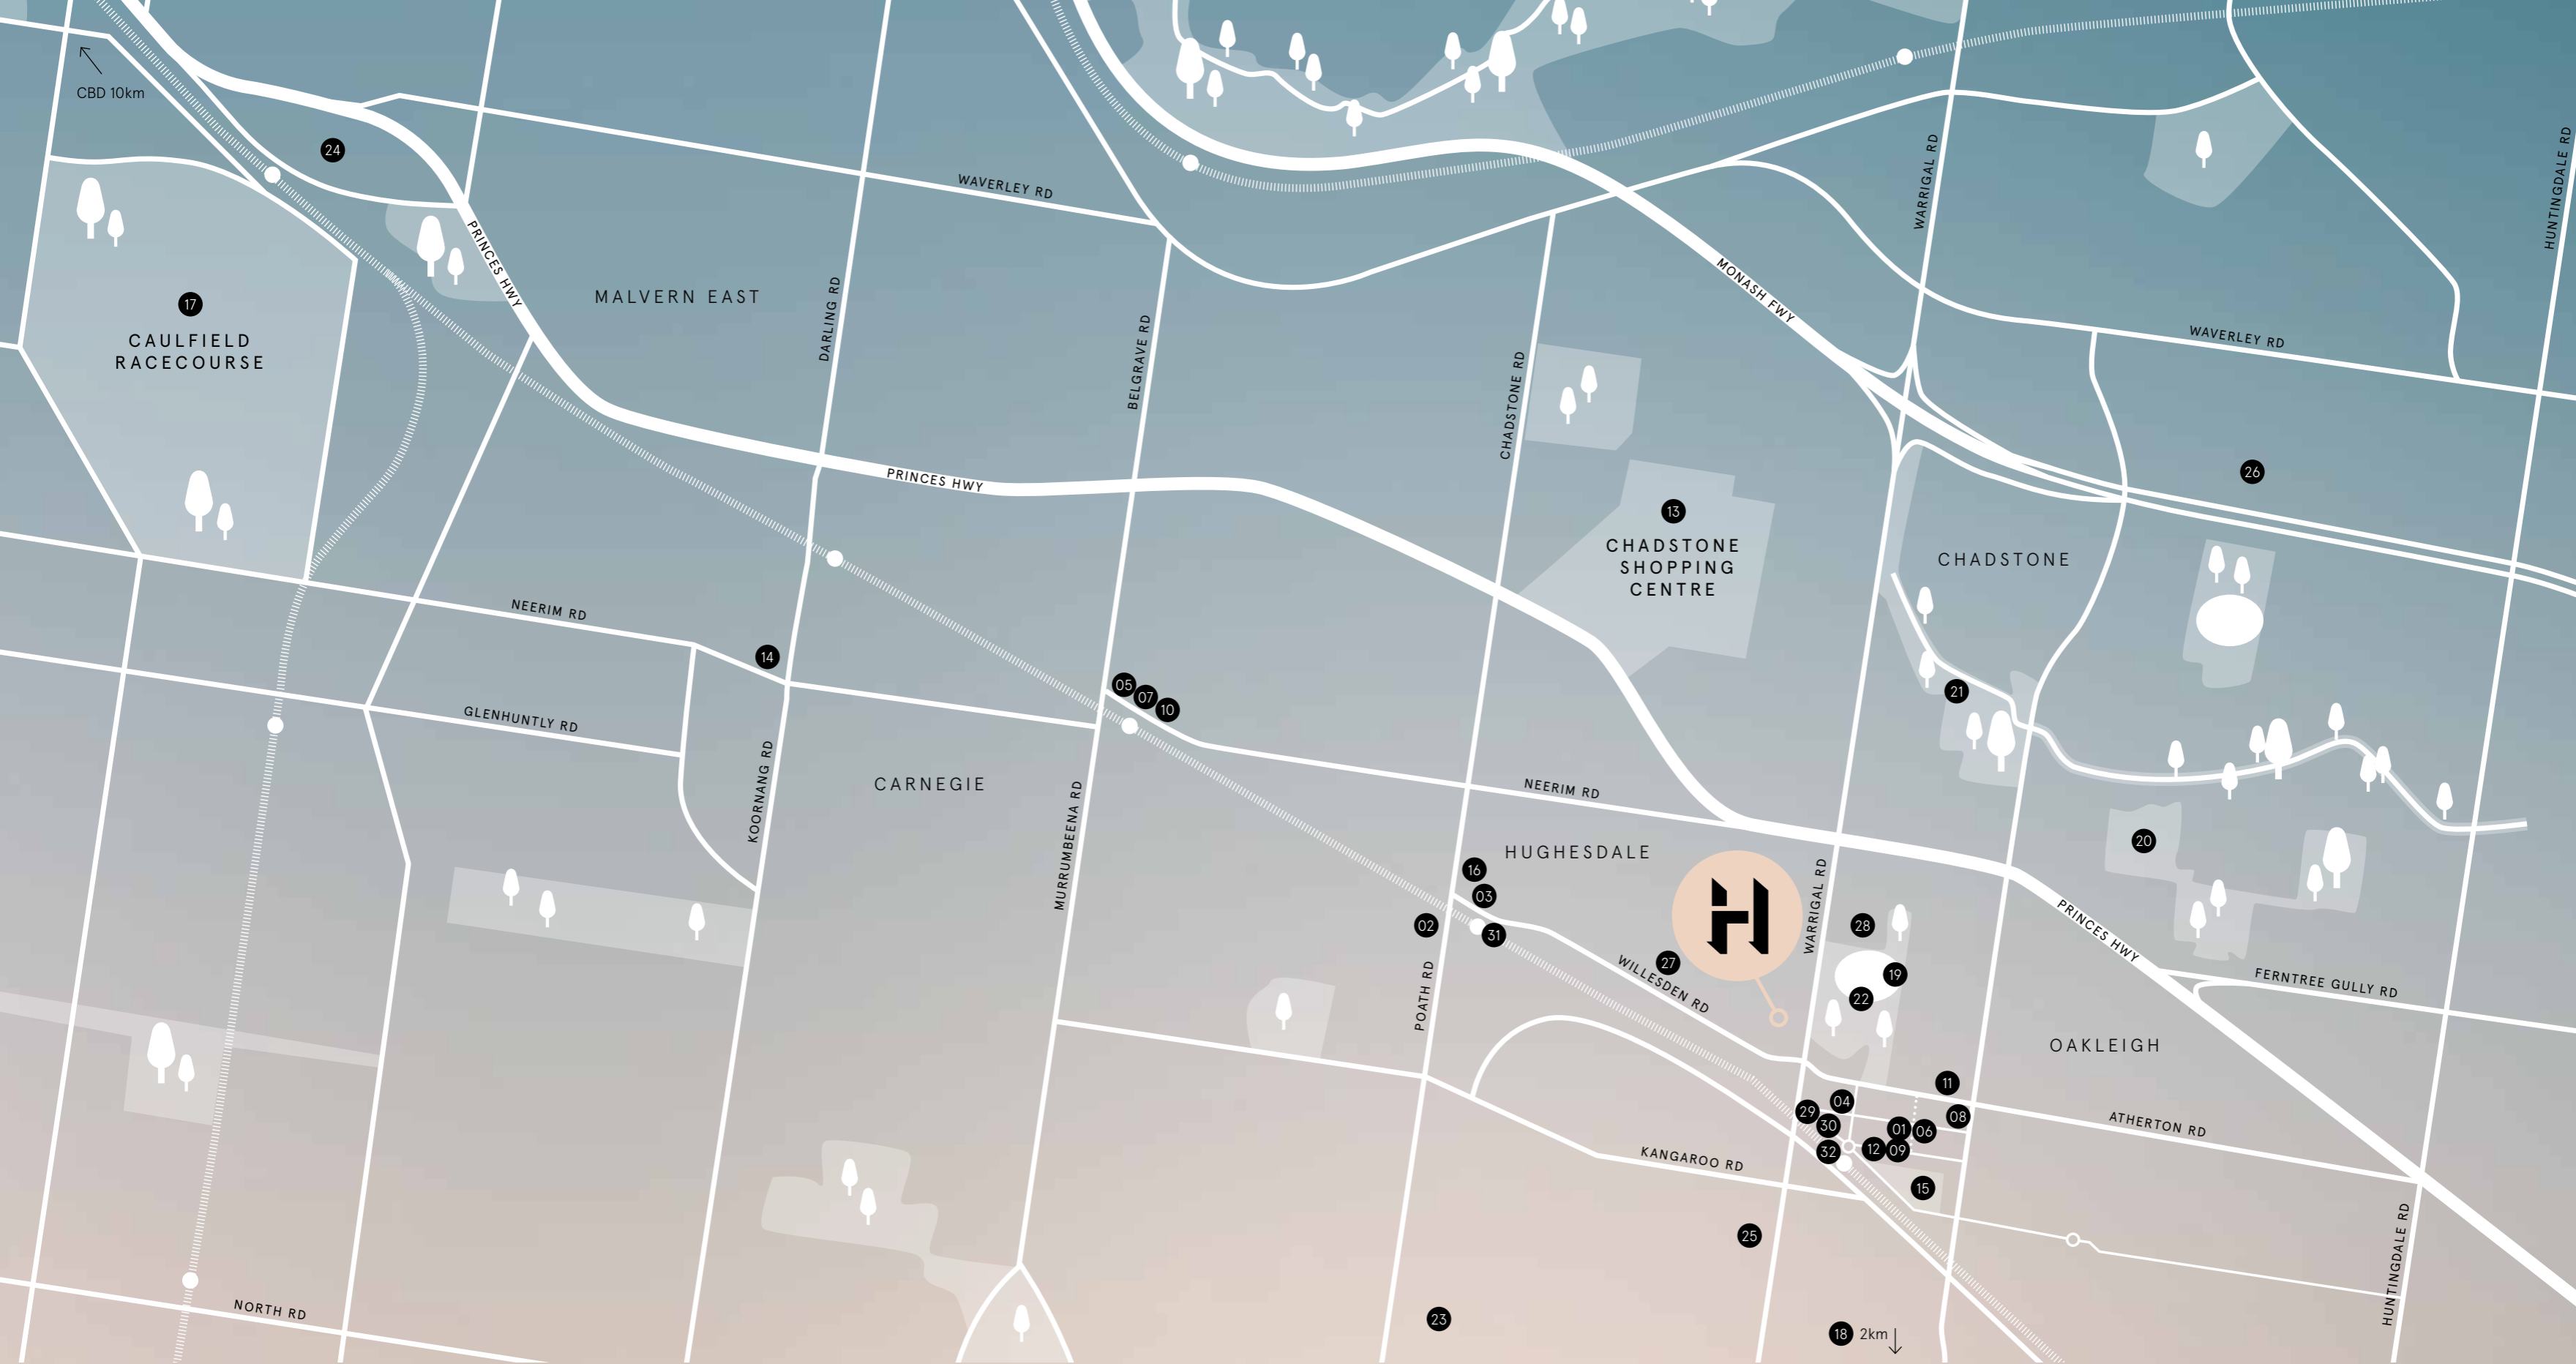 CBD 10km
24
WAVERLEY RD
WARRIGAL RD
HUNTINGDALE RD
PRINCES HWY
MALVERN EAST
DARLING RD
MONASH FWY
17
CAULFIELD
RACECOURSE
BELGRAVE RD
CHADSTONE RD
WAVERLEY RD
PRINCES HWY
26
13
CHADSTONE
SHOPPING
CENTRE
CHADSTONE
NEERIM RD
14
05
07
10
21
GLENHUNTLY RD
KOORNANG RD
CARNEGIE
MURRUMBEENA RD
NEERIM RD
HUGHESDALE
20
16
03
02
31
H
WARRIGAL RD
28
PRINCES HWY
27
WILLESDEN RD
19
22
FERNTREE GULLY RD
POATH RD
OAKLEIGH
11
04
29
30
01
06
08
ATHERTON RD
32
12
09
KANGAROO RD
15
25
HUNTINGDALE RD
NORTH RD
23
18
2km